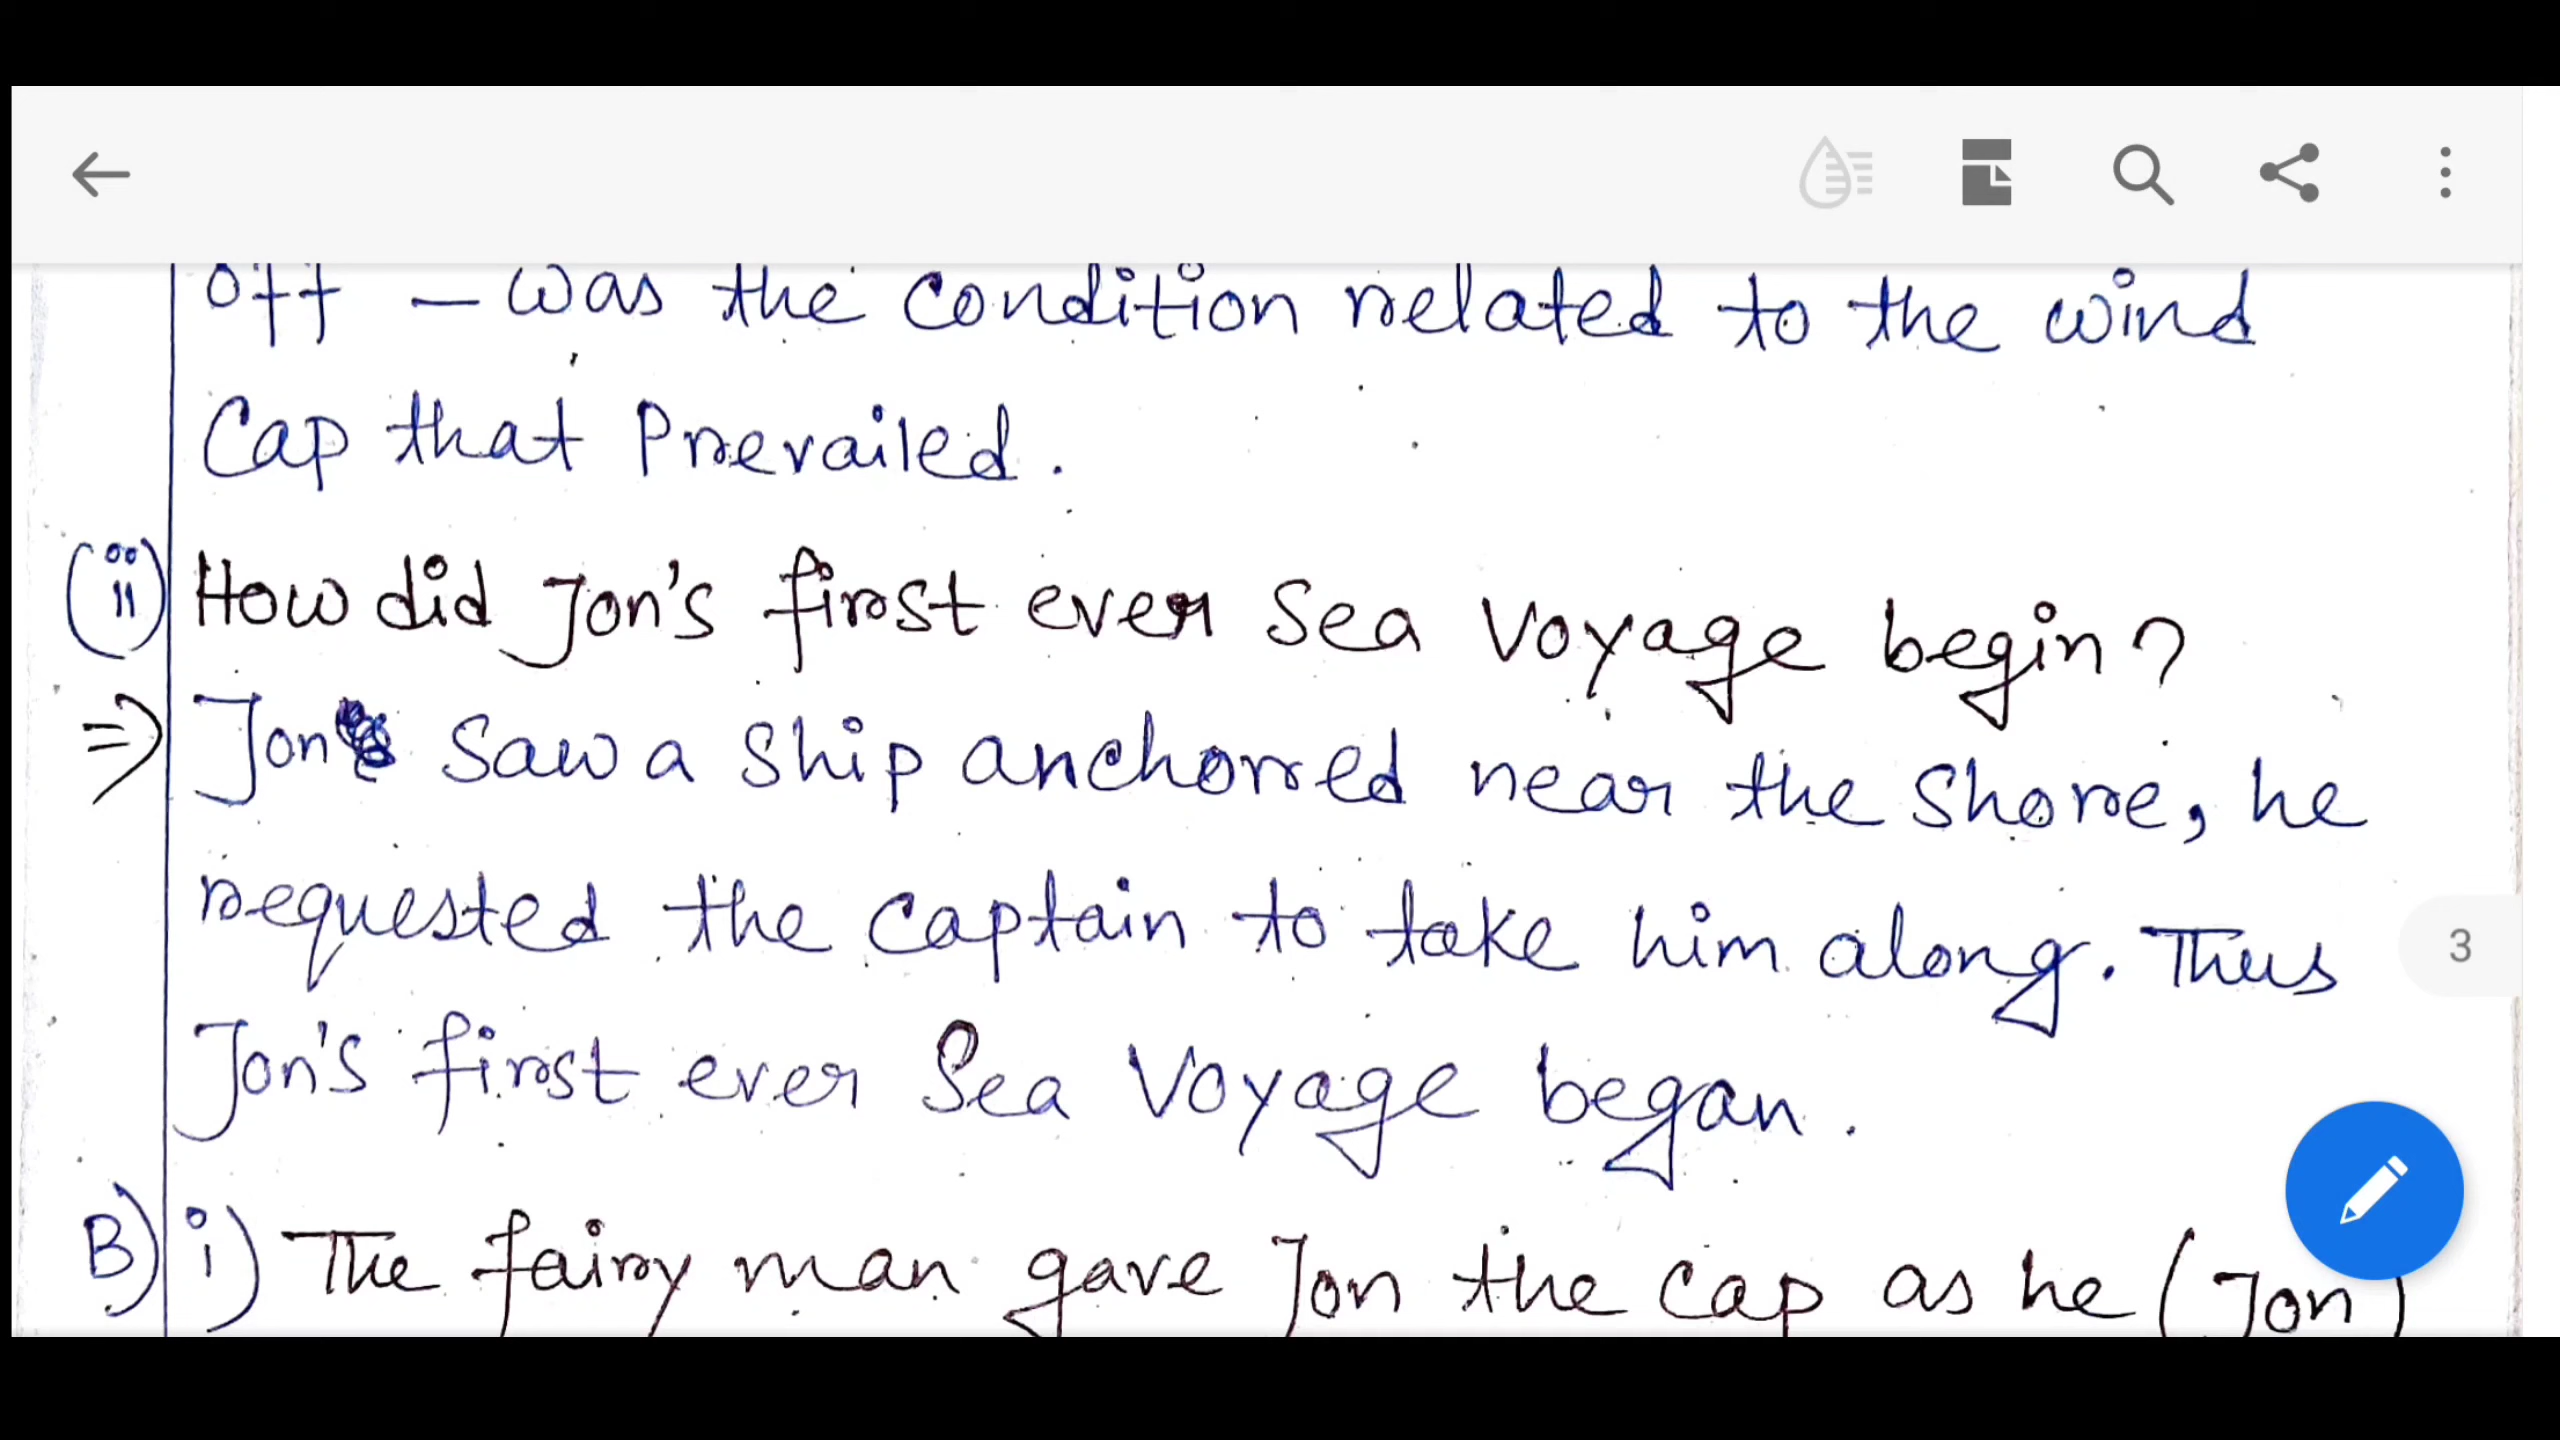 off - was the condition related to the wind
Cap that Prevailed.
(ii) How did Jon's first ever Sea Voyage begin?
⇒ Jon saw a ship anchorred near the shore, he
requested the captain to take him along. Thus
Jon's first ever Sea Voyage began.
3
B) i) The fairy man gave Jon the cap as he (Jon)